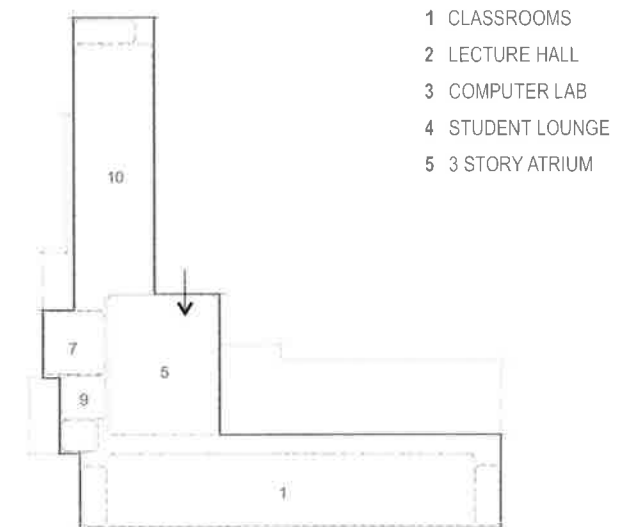 1 CLASSROOMS
2 LECTURE HALL
3 COMPUTER LAB
4 STUDENT LOUNGE
5 3 STORY ATRIUM
10
7
5
9
1